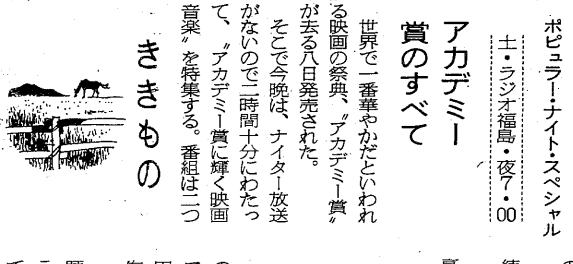 ポピュラー・ナイト・スペシャル
土・ラジオ福島・夜7・00
アカデミー
賞のすべて
世界で一番華やかだといわれ
る映画の祭典、〝アカデミー賞〟
が去る八日発売された。
そこで今晩は、ナイター放送
がないので二時間十分にわたっ
て、〝アカデミー賞に輝く映画
音楽〟を特集する。番組は二つ
ききもの